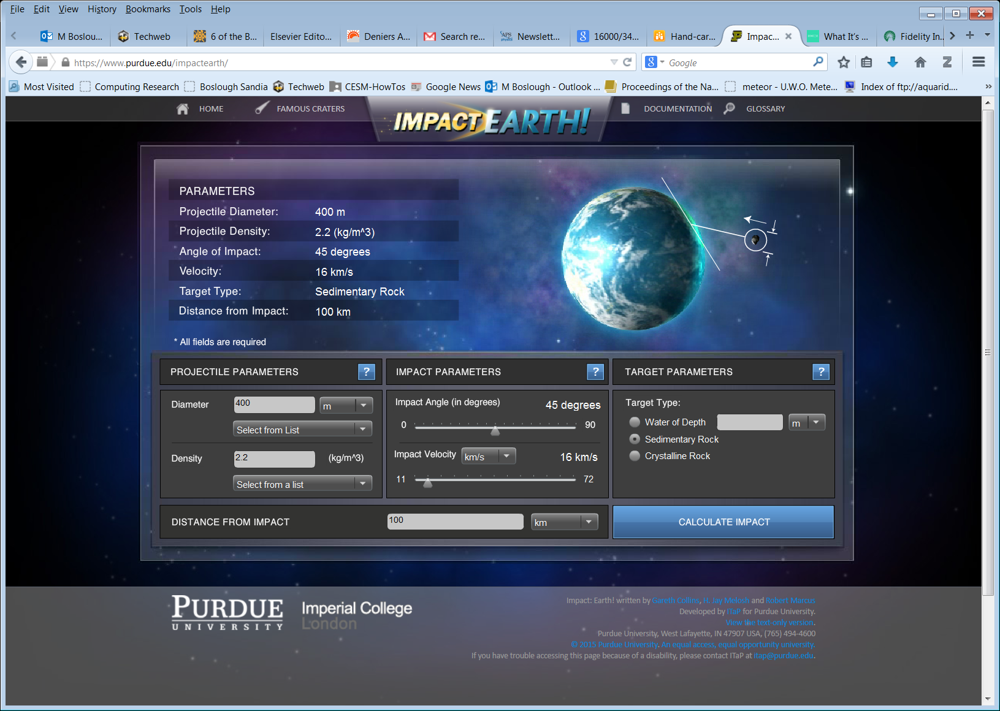 File Edit View History Bookmarks Tools Help
M Boslou... Techweb 6 of the B... Elsevier Edito... Deniers A... Search re... APS physics Newslett... 16000/34... Hand-car... Impac... What It's ... Fidelity In...
https://www.purdue.edu/impactearth/ Google
Most Visited Computing Research Boslough Sandia Techweb CESM-HowTos Google News M Boslough - Outlook ... Proceedings of the Na... meteor - U.W.O. Mete... Index of ftp://aquarid....
HOME FAMOUS CRATERS IMPACT EARTH! DOCUMENTATION GLOSSARY
PARAMETERS
Projectile Diameter: 400 m
Projectile Density: 2.2 (kg/m^3)
Angle of Impact: 45 degrees
Velocity: 16 km/s
Target Type: Sedimentary Rock
Distance from Impact: 100 km
* All fields are required
PROJECTILE PARAMETERS ? IMPACT PARAMETERS ? TARGET PARAMETERS ?
Diameter 400 m
Select from List
Density 2.2 (kg/m^3)
Select from a list
Impact Angle (in degrees) 45 degrees
0 90
Impact Velocity km/s 16 km/s
11 72
Target Type:
Water of Depth m
Sedimentary Rock
Crystalline Rock
DISTANCE FROM IMPACT 100 km CALCULATE IMPACT
PURDUE
UNIVERSITY
Imperial College
London
Impact: Earth! written by Gareth Collins, H. Jay Melosh and Robert Marcus
Developed by ITaP for Purdue University.
View the text-only version.
Purdue University, West Lafayette, IN 47907 USA, (765) 494-4600
© 2015 Purdue University. An equal access, equal opportunity university.
If you have trouble accessing this page because of a disability, please contact ITaP at itap@purdue.edu.